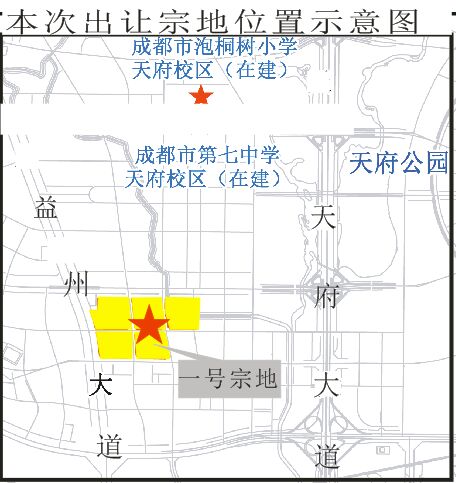 本次出让宗地位置示意图
成都市泡桐树小学
天府校区（在建）
成都市第七中学
天府校区（在建）
天府公园
益州大道
天府大道
一号宗地